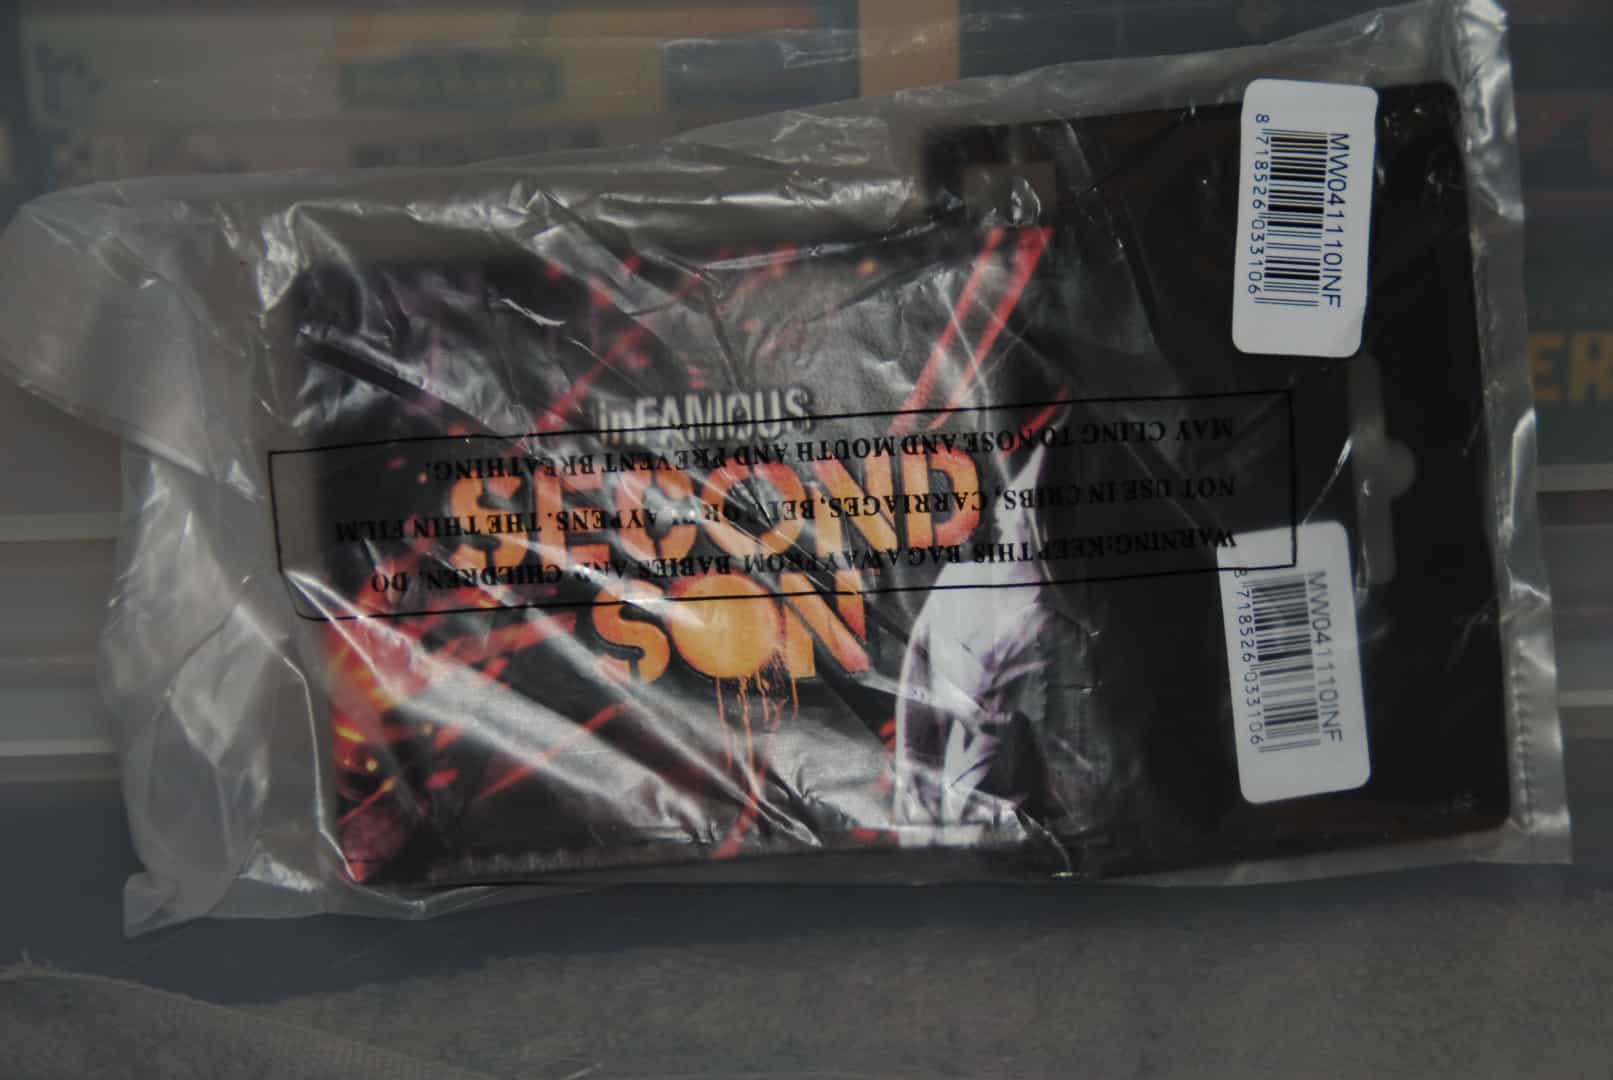 inFAMOUS
SECOND
SON
WARNING:KEEP THIS BAG AWAY FROM BABIES AND CHILDREN. DO
NOT USE IN CRIBS, CARRIAGES, OR PENS. THE THIN FILM
MAY CLING TO NOSE AND MOUTH AND PREVENT BREATHING.
MW041110INF
8 718526 033106
MW041110INF
8 718526 033106
ER